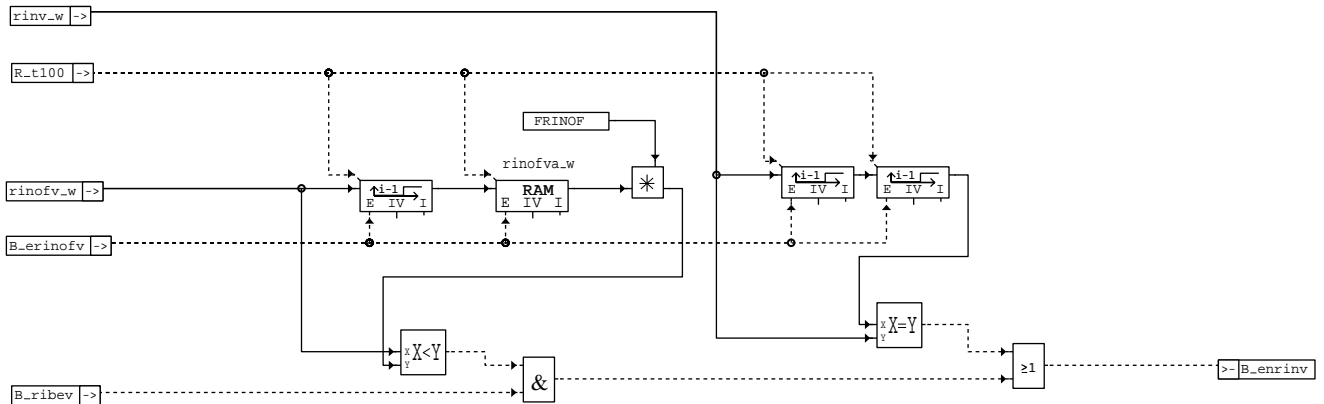 rinv_w ->
R_t100 ->
FRINOF
rinofva_w
rinofv_w ->
i-1
E IV I
RAM
E IV I
*
i-1
E IV I
i-1
E IV I
B_erinofv ->
X
Y
X<Y
X
Y
X=Y
&
≥1
>- B_enrinv
B_ribev ->